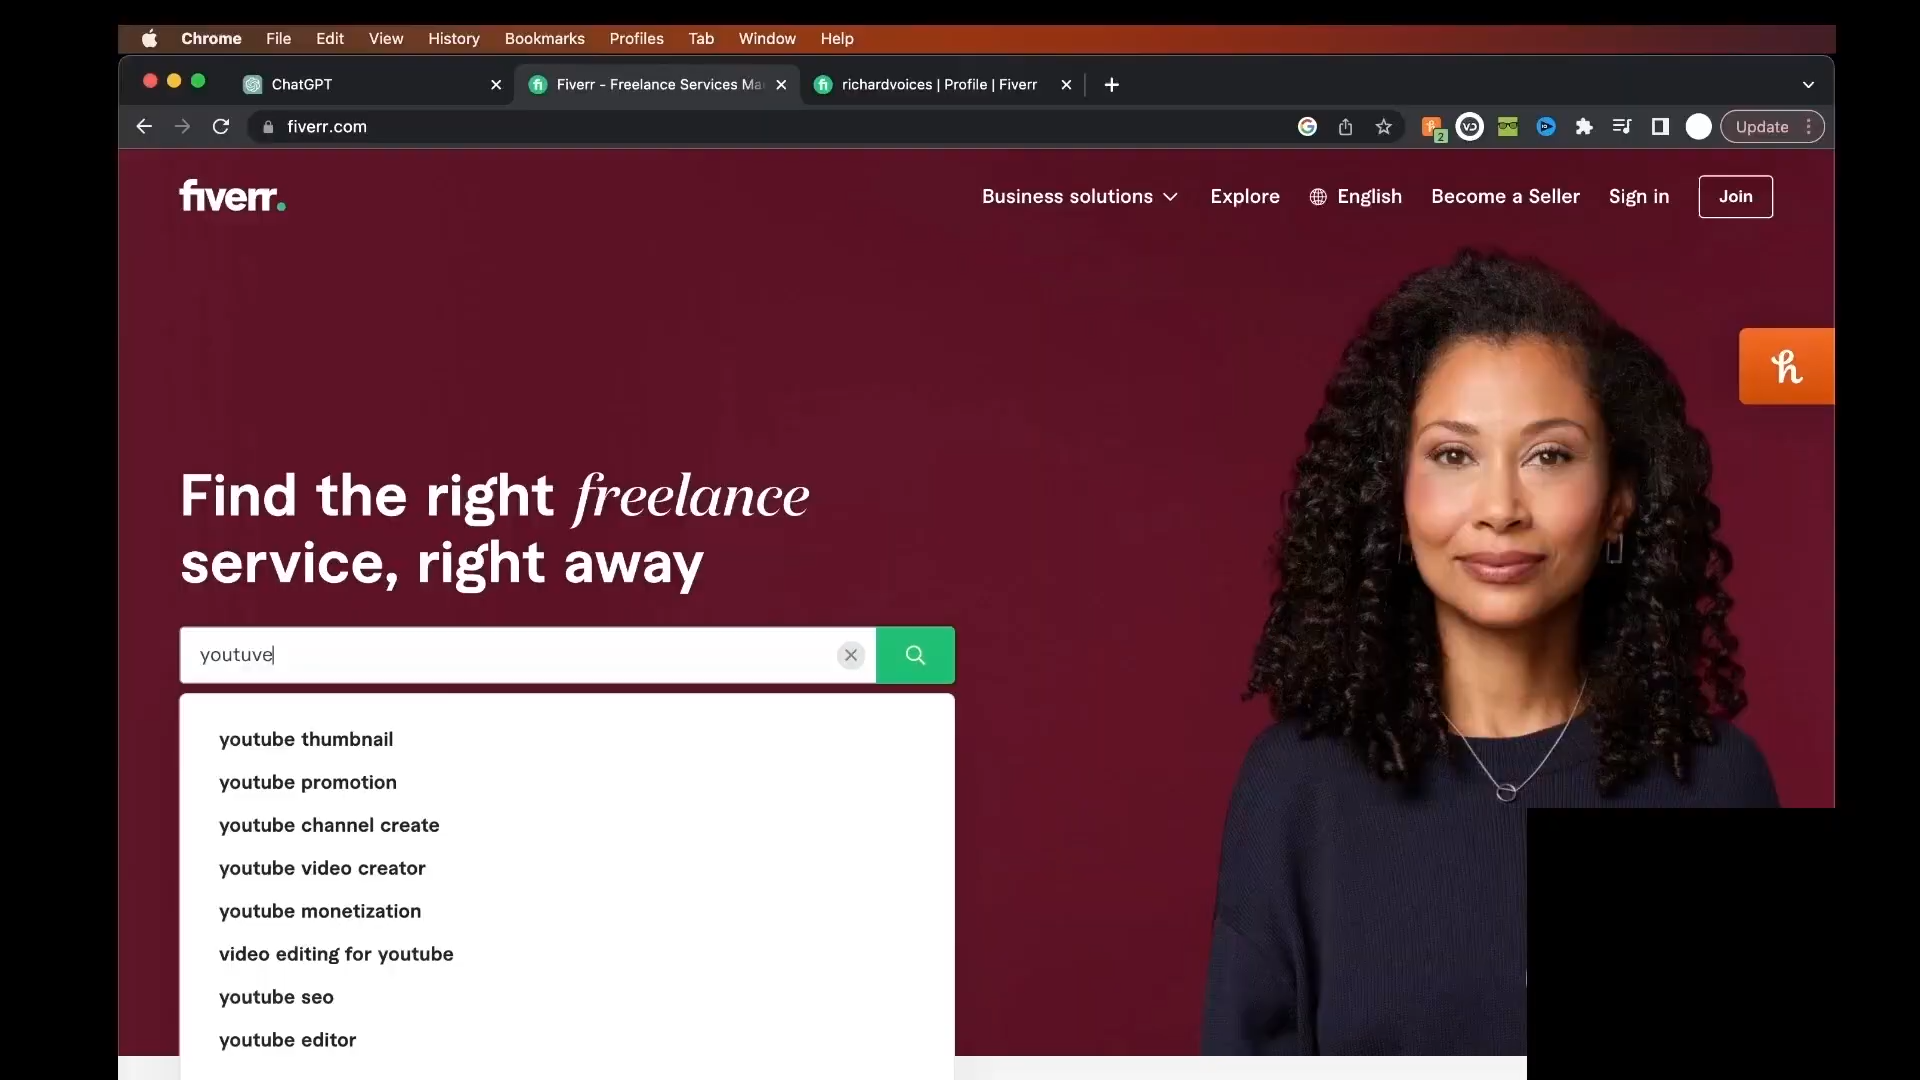 Chrome File Edit View History Bookmarks Profiles Tab Window Help
ChatGPT
Fiverr - Freelance Services Ma
richardvoices | Profile | Fiverr
fiverr.com
2
Update
fiverr.
Business solutions Explore English Become a Seller Sign in Join
h
Find the right freelance
service, right away
youtuve
youtube thumbnail
youtube promotion
youtube channel create
youtube video creator
youtube monetization
video editing for youtube
youtube seo
youtube editor